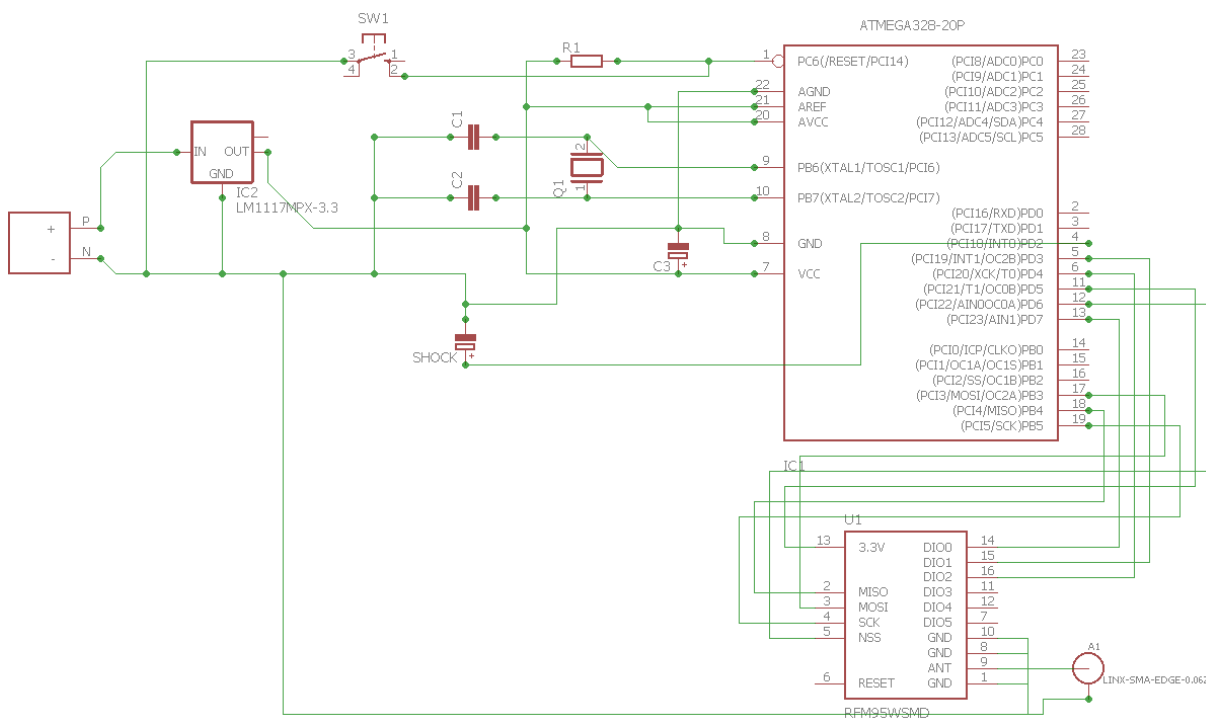 SW1
3
1
4
2
R1
ATMEGA328-20P
1
PC6(/RESET/PCI14)
22
AGND
21
AREF
20
AVCC
9
PB6(XTAL1/TOSC1/PCI6)
10
PB7(XTAL2/TOSC2/PCI7)
8
GND
7
VCC
(PCI8/ADC0)PC0
23
(PCI9/ADC1)PC1
24
(PCI10/ADC2)PC2
25
(PCI11/ADC3)PC3
26
(PCI12/ADC4/SDA)PC4
27
(PCI13/ADC5/SCL)PC5
28
(PCI16/RXD)PD0
2
(PCI17/TXD)PD1
3
(PCI18/INT0)PD2
4
(PCI19/INT1/OC2B)PD3
5
(PCI20/XCK/T0)PD4
6
(PCI21/T1/OC0B)PD5
11
(PCI22/AIN0OC0A)PD6
12
(PCI23/AIN1)PD7
13
(PCI0/ICP/CLKO)PB0
14
(PCI1/OC1A/OC1S)PB1
15
(PCI2/SS/OC1B)PB2
16
(PCI3/MOSI/OC2A)PB3
17
(PCI4/MISO)PB4
18
(PCI5/SCK)PB5
19
IC1
C1
C2
Q1
2
1
IN
OUT
GND
IC2
LM1117MPX-3.3
+
P
-
N
C3
+
SHOCK
+
U1
13
3.3V
2
MISO
3
MOSI
4
SCK
5
NSS
6
RESET
DIO0
14
DIO1
15
DIO2
16
DIO3
11
DIO4
12
DIO5
7
GND
10
GND
8
ANT
9
GND
1
RFM95WSMD
A1
LINX-SMA-EDGE-0.062